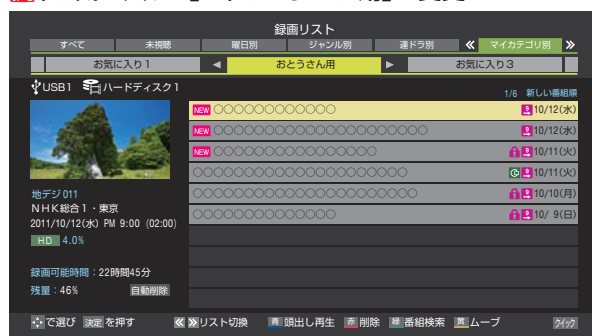 録画リスト
すべて 未視聴 曜日別 ジャンル別 連ドラ別 マイカテゴリ別
お気に入り1 ◀ おとうさん用 ▶ お気に入り3
USB1 ハードディスク1
1/6 新しい番組順
NEW ○○○○○○○○○○○○ 10/12(水)
NEW ○○○○○○○○○○○○○○○○○○○○○ 10/12(水)
NEW ○○○○○○○○○○○○○○○○ 10/11(火)
○○○○○○○○○○○○○○○○○○○○○ 10/11(火)
○○○○○○○○○○○○○○○○○○○○○○ 10/10(月)
○○○○○○○○○○○○○○ 10/ 9(日)
地デジ011
NHK総合1・東京
2011/10/12(水) PM 9:00 (02:00)
HD 4.0%
録画可能時間:22時間45分
残量:46% 自動削除
で選び 決定 を押す リスト切換 青 頭出し再生 赤 削除 緑 番組検索 黄 ムーブ クイック